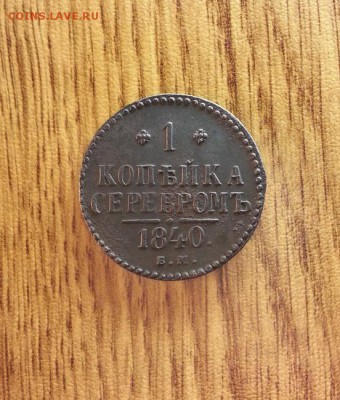 COINS.LAVE.RU
1
КОПѢЙКА
СЕРЕБРОМЪ
1840.